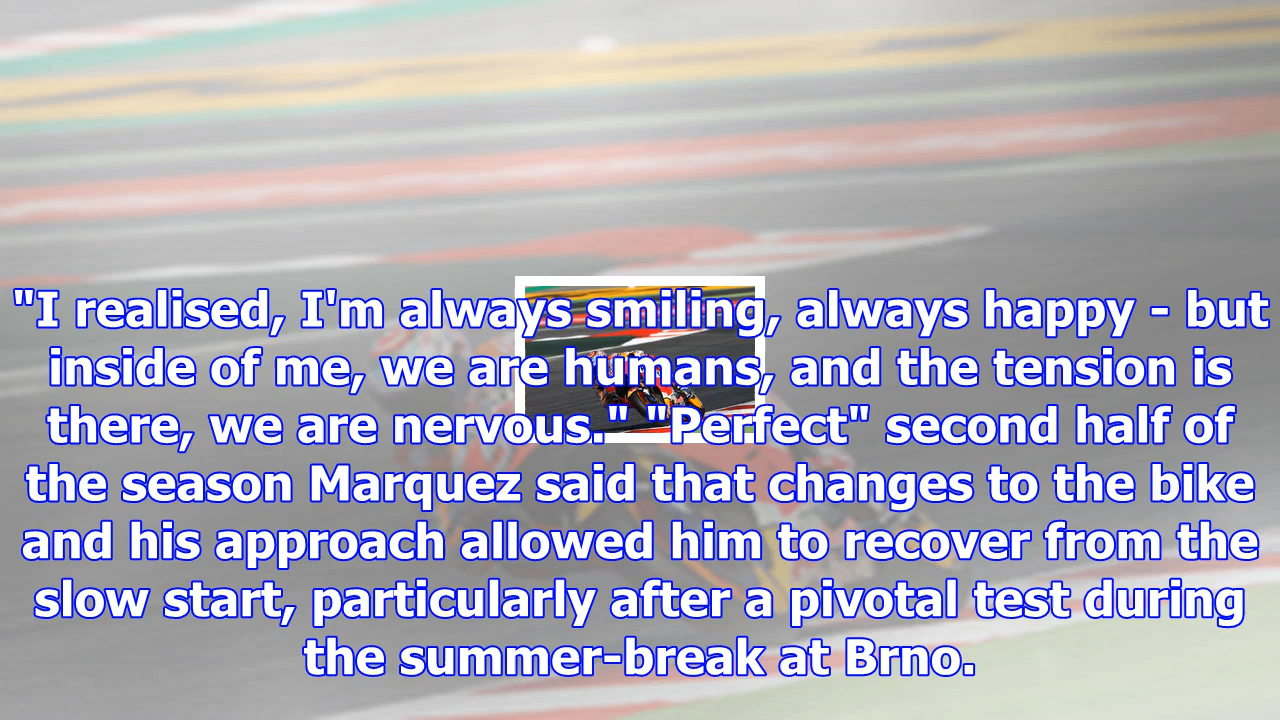 "I realised, I'm always smiling, always happy - but
inside of me, we are humans, and the tension is
there, we are nervous." "Perfect" second half of
the season Marquez said that changes to the bike
and his approach allowed him to recover from the
slow start, particularly after a pivotal test during
the summer-break at Brno.